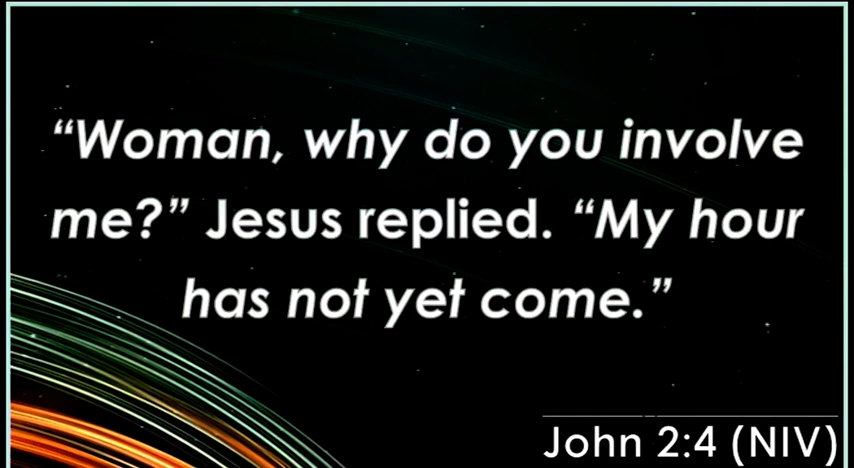 “Woman, why do you involve
me?” Jesus replied. “My hour
has not yet come.”
John 2:4 (NIV)